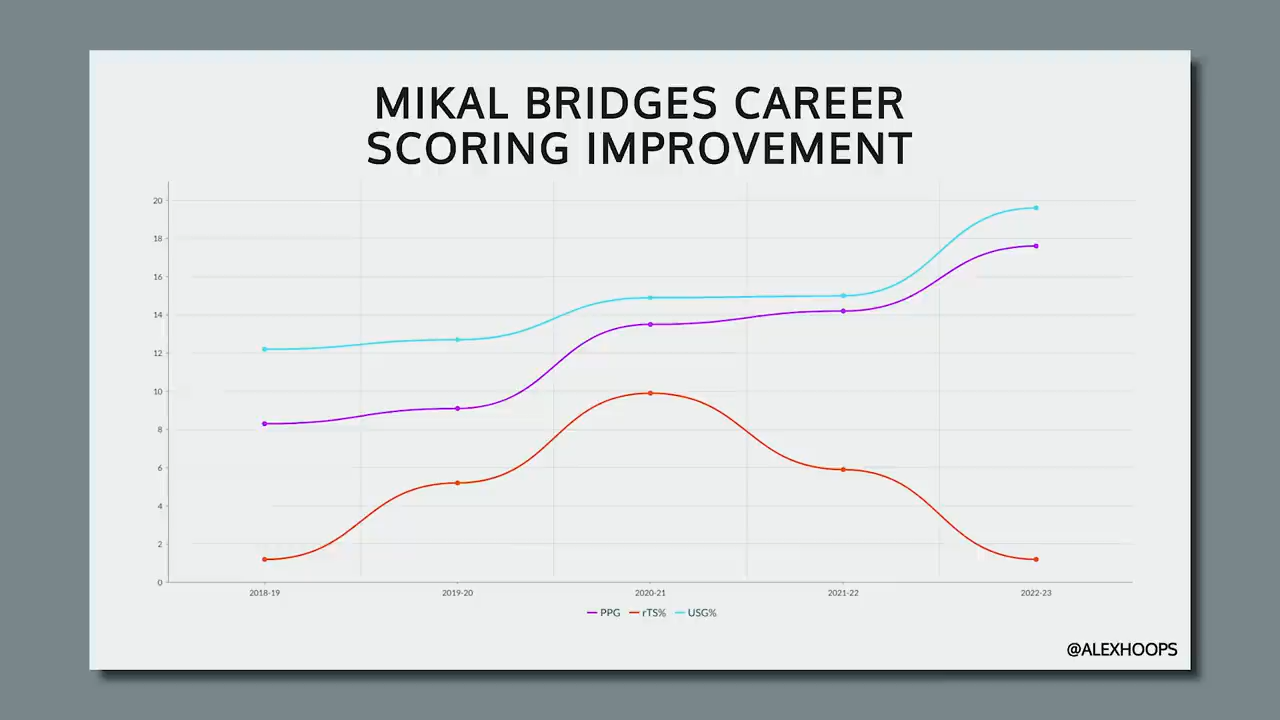 MIKAL BRIDGES CAREER
SCORING IMPROVEMENT
20
18
16
14
12
10
8
6
4
2
0
2018-19 2019-20 2020-21 2021-22 2022-23
PPG rTS% USG%
@ALEXHOOPS